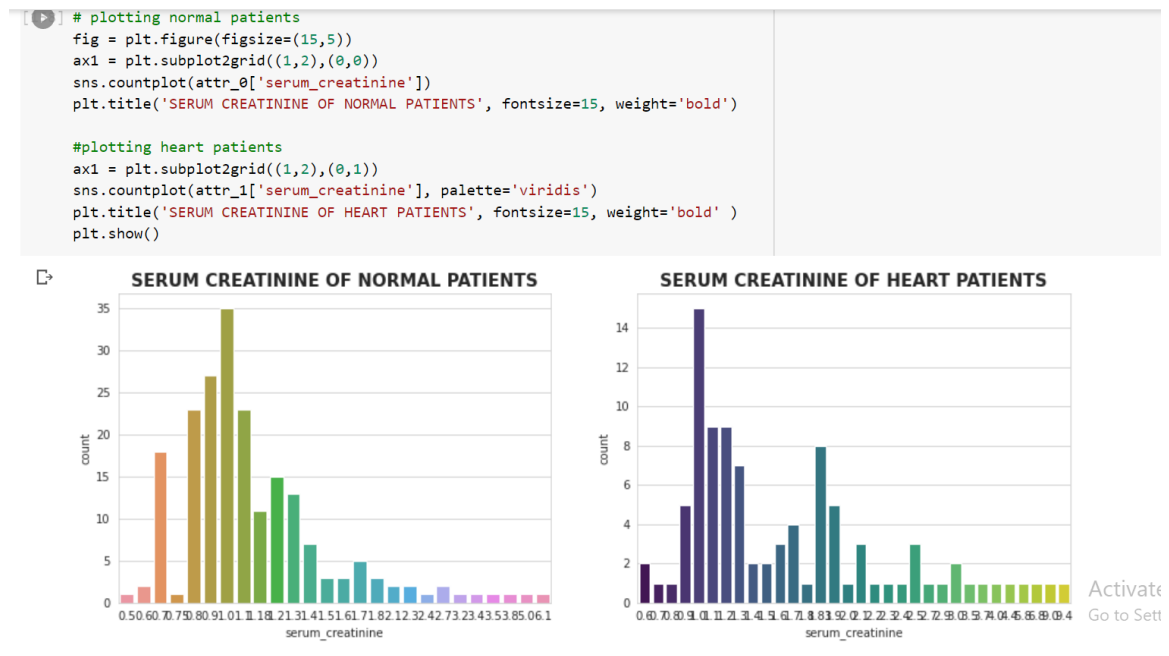 # plotting normal patients
fig = plt.figure(figsize=(15,5))
ax1 = plt.subplot2grid((1,2),(0,0))
sns.countplot(attr_0['serum_creatinine'])
plt.title('SERUM CREATININE OF NORMAL PATIENTS', fontsize=15, weight='bold')
#plotting heart patients
ax1 = plt.subplot2grid((1,2),(0,1))
sns.countplot(attr_1['serum_creatinine'], palette='viridis')
plt.title('SERUM CREATININE OF HEART PATIENTS', fontsize=15, weight='bold' )
plt.show()
SERUM CREATININE OF NORMAL PATIENTS
35
30
25
20
15
10
5
0
count
serum_creatinine
SERUM CREATININE OF HEART PATIENTS
14
12
10
8
6
4
2
0
count
serum_creatinine
Activate
Go to Sett